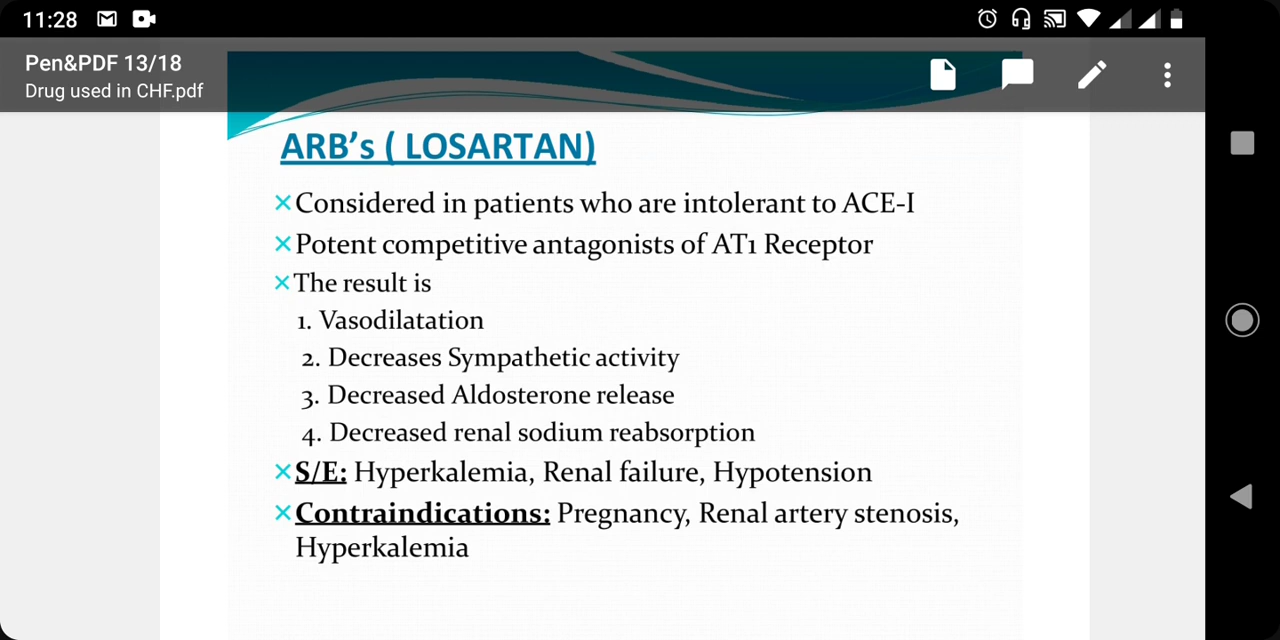 11:28
Pen&PDF 13/18
Drug used in CHF.pdf
ARB's ( LOSARTAN)
Considered in patients who are intolerant to ACE-I
Potent competitive antagonists of AT1 Receptor
The result is
1. Vasodilatation
2. Decreases Sympathetic activity
3. Decreased Aldosterone release
4. Decreased renal sodium reabsorption
S/E: Hyperkalemia, Renal failure, Hypotension
Contraindications: Pregnancy, Renal artery stenosis,
Hyperkalemia